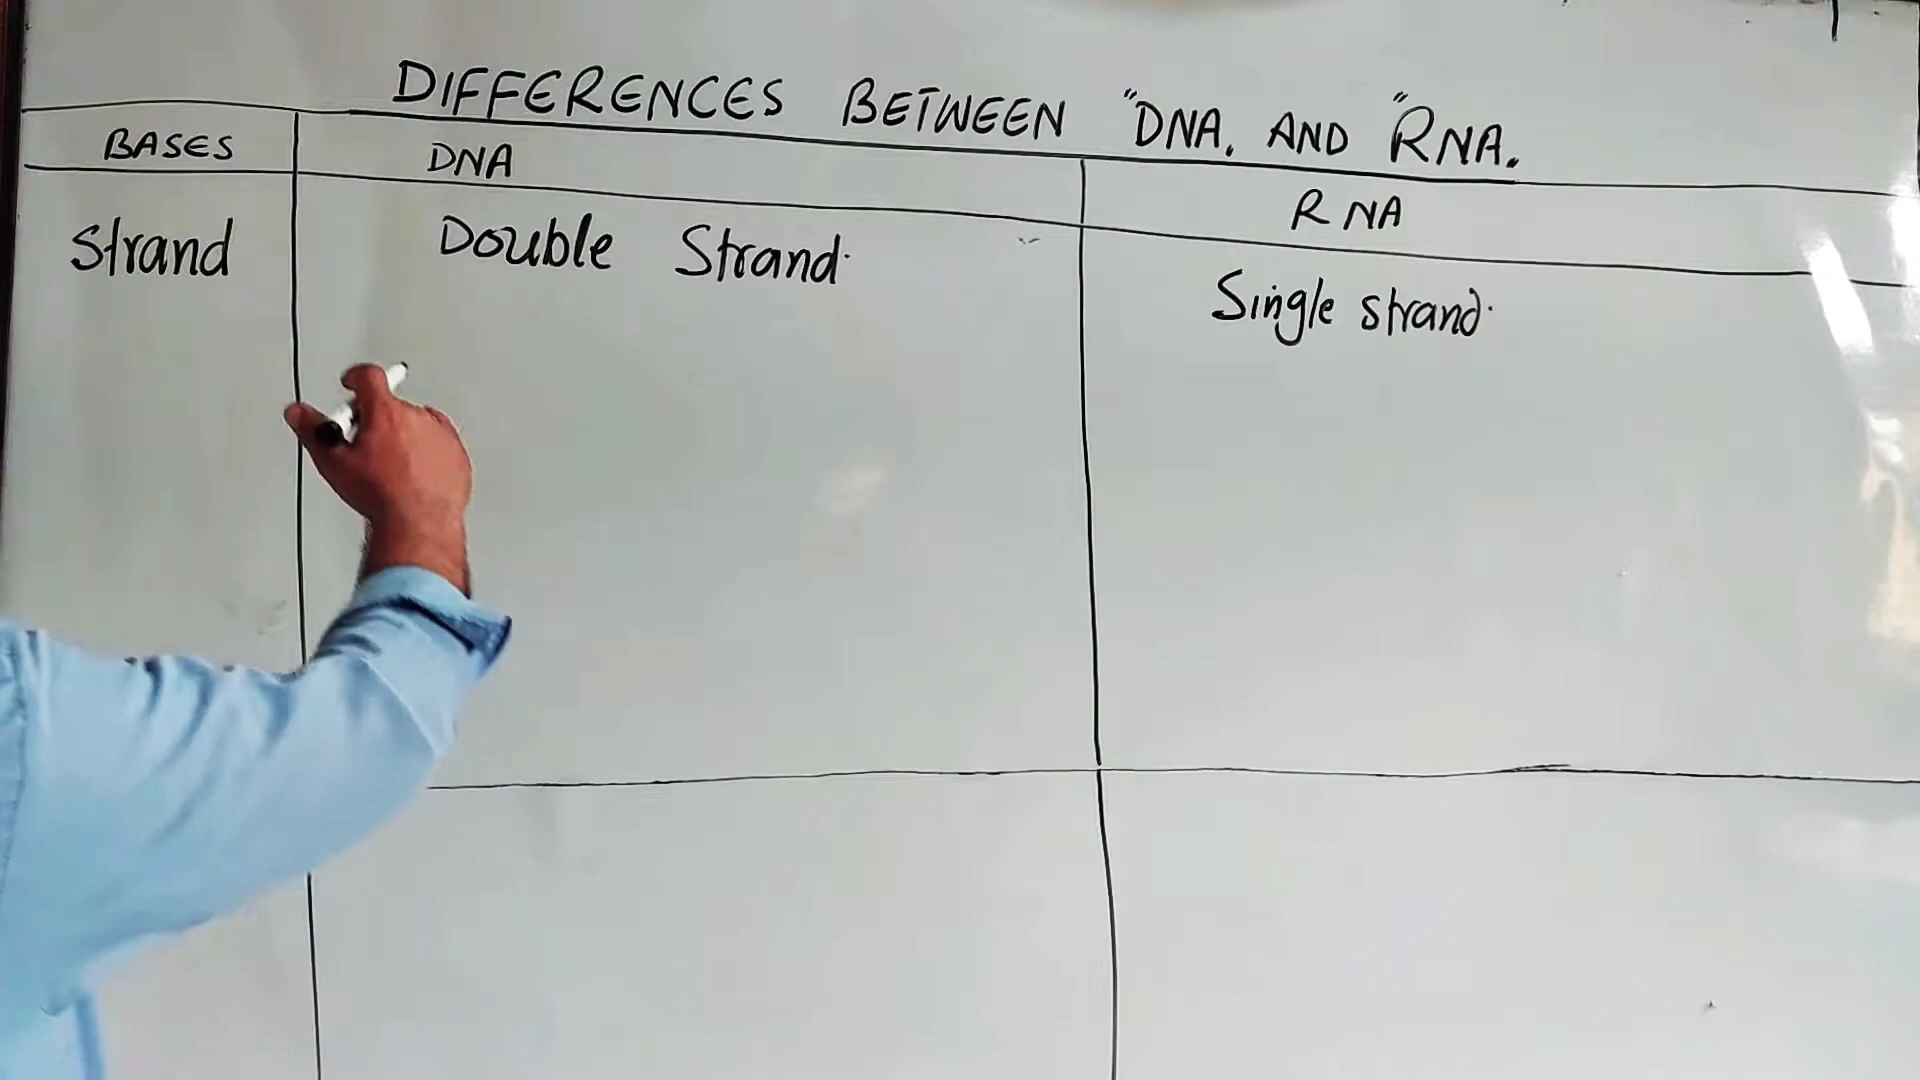 DIFFERENCES BETWEEN "DNA. AND "RNA.
BASES DNA RNA
Strand Double Strand. Single strand.